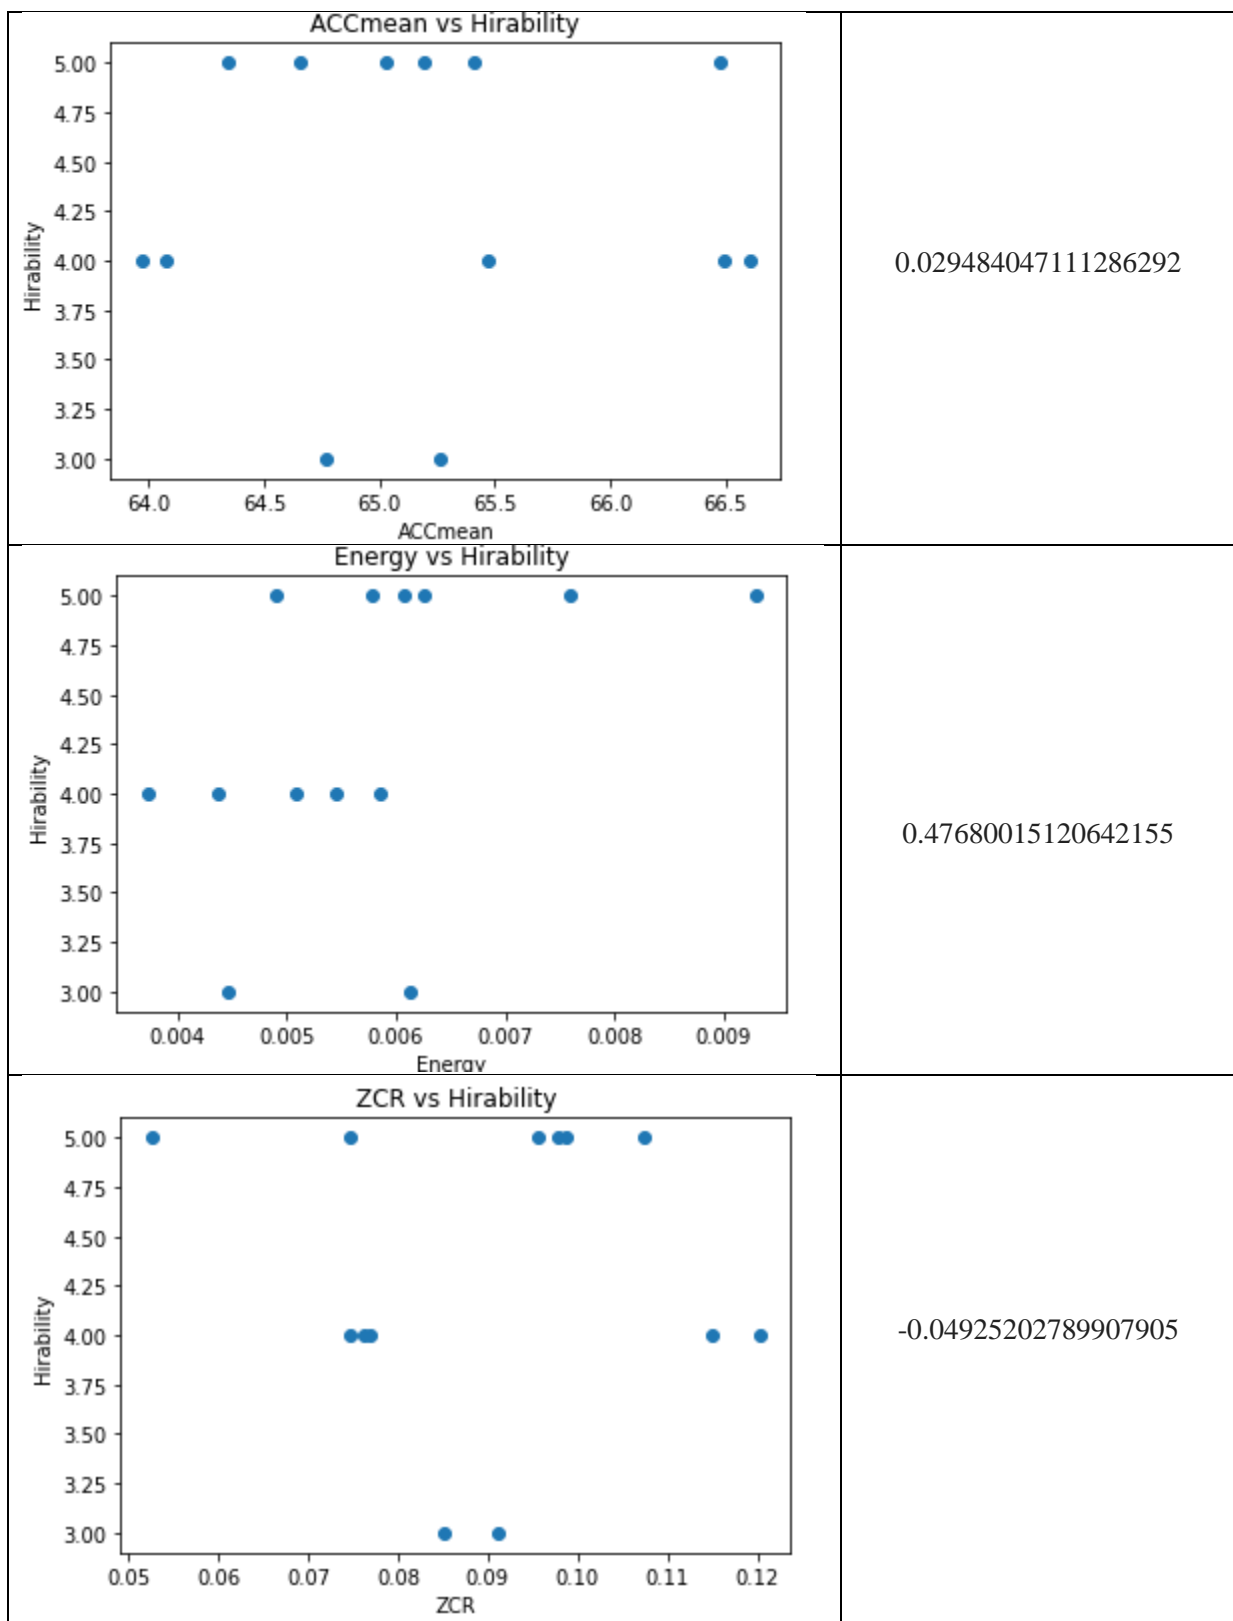 ACCmean vs Hirability
5.00
4.75
4.50
4.25
4.00
3.75
3.50
3.25
3.00
Hirability
64.0 64.5 65.0 65.5 66.0 66.5
ACCmean
0.029484047111286292
Energy vs Hirability
5.00
4.75
4.50
4.25
4.00
3.75
3.50
3.25
3.00
Hirability
0.004 0.005 0.006 0.007 0.008 0.009
Energy
0.47680015120642155
ZCR vs Hirability
5.00
4.75
4.50
4.25
4.00
3.75
3.50
3.25
3.00
Hirability
0.05 0.06 0.07 0.08 0.09 0.10 0.11 0.12
ZCR
-0.04925202789907905